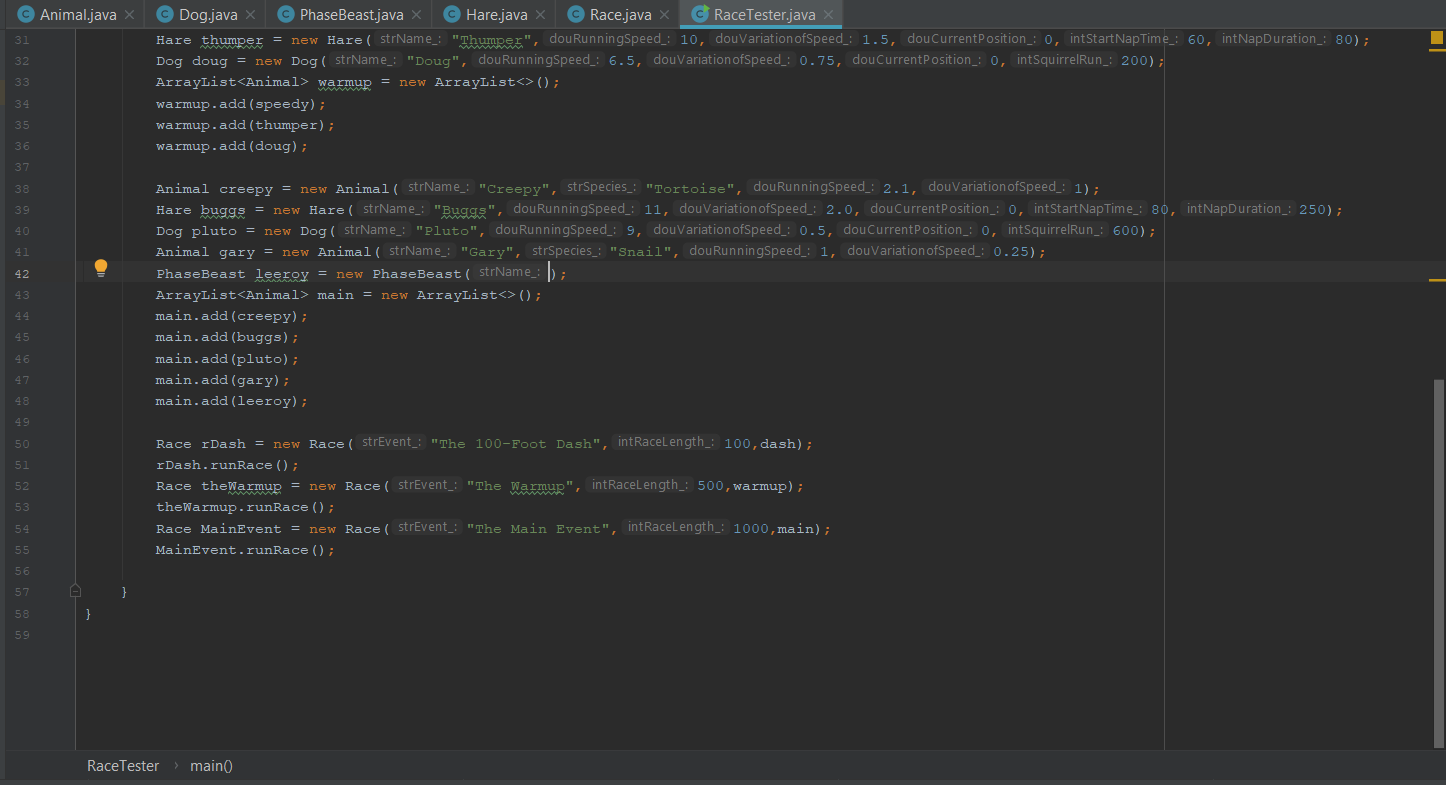 Animal.java Dog.java PhaseBeast.java Hare.java Race.java RaceTester.java
31 Hare thumper = new Hare( strName_: "Thumper", douRunningSpeed_: 10, douVariationofSpeed_: 1.5, douCurrentPosition_: 0, intStartNapTime_: 60, intNapDuration_: 80);
32 Dog doug = new Dog( strName_: "Doug", douRunningSpeed_: 6.5, douVariationofSpeed_: 0.75, douCurrentPosition_: 0, intSquirrelRun_: 200);
33 ArrayList<Animal> warmup = new ArrayList<>();
34 warmup.add(speedy);
35 warmup.add(thumper);
36 warmup.add(doug);
37
38 Animal creepy = new Animal( strName_: "Creepy", strSpecies_: "Tortoise", douRunningSpeed_: 2.1, douVariationofSpeed_: 1);
39 Hare buggs = new Hare( strName_: "Buggs", douRunningSpeed_: 11, douVariationofSpeed_: 2.0, douCurrentPosition_: 0, intStartNapTime_: 80, intNapDuration_: 250);
40 Dog pluto = new Dog( strName_: "Pluto", douRunningSpeed_: 9, douVariationofSpeed_: 0.5, douCurrentPosition_: 0, intSquirrelRun_: 600);
41 Animal gary = new Animal( strName_: "Gary", strSpecies_: "Snail", douRunningSpeed_: 1, douVariationofSpeed_: 0.25);
42 PhaseBeast leeroy = new PhaseBeast( strName_: );
43 ArrayList<Animal> main = new ArrayList<>();
44 main.add(creepy);
45 main.add(buggs);
46 main.add(pluto);
47 main.add(gary);
48 main.add(leeroy);
49
50 Race rDash = new Race( strEvent_: "The 100-Foot Dash", intRaceLength_: 100,dash);
51 rDash.runRace();
52 Race theWarmup = new Race( strEvent_: "The Warmup", intRaceLength_: 500,warmup);
53 theWarmup.runRace();
54 Race MainEvent = new Race( strEvent_: "The Main Event", intRaceLength_: 1000,main);
55 MainEvent.runRace();
56
57 }
58 }
59
RaceTester › main()